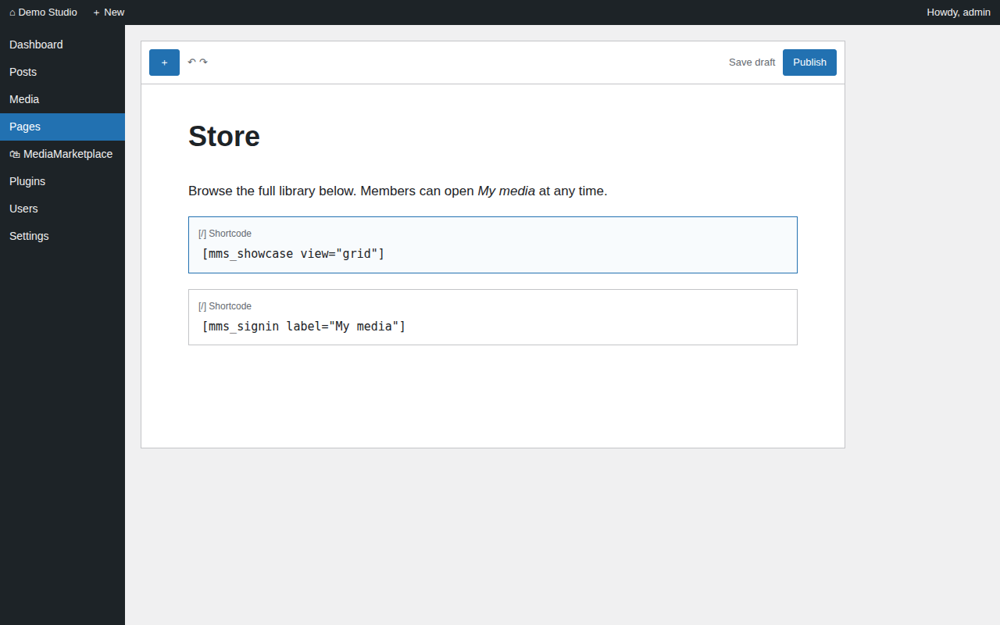 ⌂ Demo Studio
+ New
Howdy, admin
Dashboard
Posts
Media
Pages
🛍 MediaMarketplace
Plugins
Users
Settings
+
↶ ↷
Save draft
Publish
Store
Browse the full library below. Members can open My media at any time.
[/] Shortcode
[mms_showcase view="grid"]
[/] Shortcode
[mms_signin label="My media"]